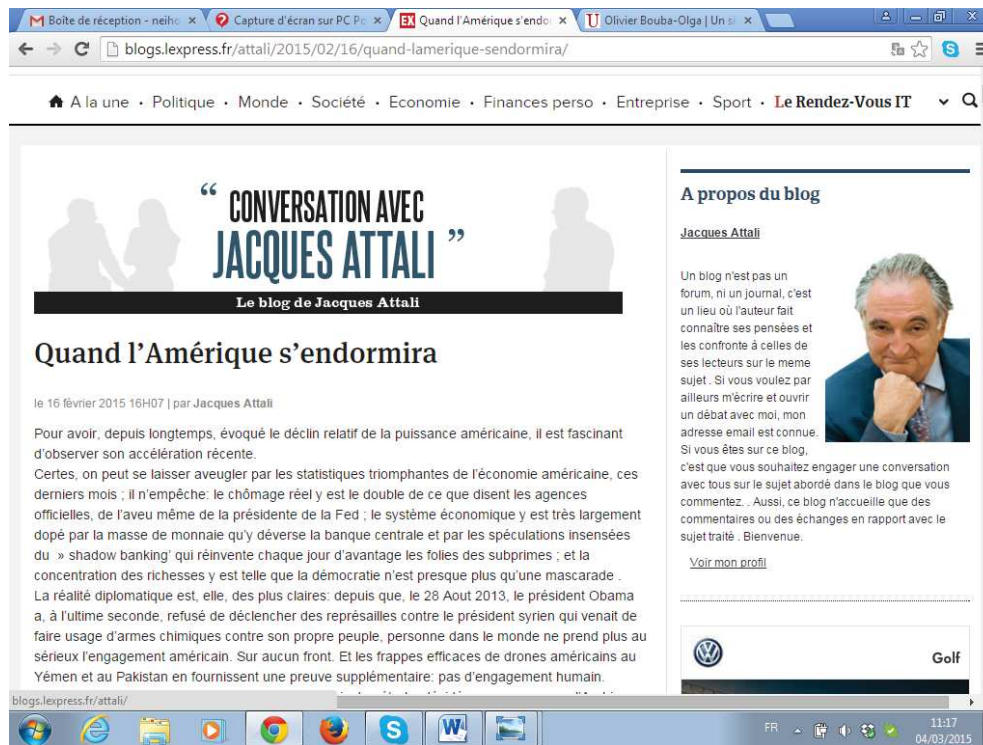 Boîte de réception - neiho
Capture d'écran sur PC Po
Quand l'Amérique s'endor
Olivier Bouba-Olga | Un si
blogs.lexpress.fr/attali/2015/02/16/quand-lamerique-sendormira/
A la une • Politique • Monde • Société • Economie • Finances perso • Entreprise • Sport • Le Rendez-Vous IT
“ CONVERSATION AVEC
JACQUES ATTALI ”
Le blog de Jacques Attali
Quand l’Amérique s’endormira
le 16 février 2015 16H07 | par Jacques Attali
Pour avoir, depuis longtemps, évoqué le déclin relatif de la puissance américaine, il est fascinant
d’observer son accélération récente.
Certes, on peut se laisser aveugler par les statistiques triomphantes de l’économie américaine, ces
derniers mois ; il n’empêche: le chômage réel y est le double de ce que disent les agences
officielles, de l’aveu même de la présidente de la Fed ; le système économique y est très largement
dopé par la masse de monnaie qu’y déverse la banque centrale et par les spéculations insensées
du » shadow banking’ qui réinvente chaque jour d’avantage les folies des subprimes ; et la
concentration des richesses y est telle que la démocratie n’est presque plus qu’une mascarade .
La réalité diplomatique est, elle, des plus claires: depuis que, le 28 Aout 2013, le président Obama
a, à l’ultime seconde, refusé de déclencher des représailles contre le président syrien qui venait de
faire usage d’armes chimiques contre son propre peuple, personne dans le monde ne prend plus au
sérieux l’engagement américain. Sur aucun front. Et les frappes efficaces de drones américains au
Yémen et au Pakistan en fournissent une preuve supplémentaire: pas d’engagement humain.
A propos du blog
Jacques Attali
Un blog n'est pas un
forum, ni un journal, c'est
un lieu où l'auteur fait
connaître ses pensées et
les confronte à celles de
ses lecteurs sur le meme
sujet . Si vous voulez par
ailleurs m'écrire et ouvrir
un débat avec moi, mon
adresse email est connue.
Si vous êtes sur ce blog,
c'est que vous souhaitez engager une conversation
avec tous sur le sujet abordé dans le blog que vous
commentez. . Aussi, ce blog n'accueille que des
commentaires ou des échanges en rapport avec le
sujet traité . Bienvenue.
Voir mon profil
Golf
blogs.lexpress.fr/attali/
FR
11:17
04/03/2015